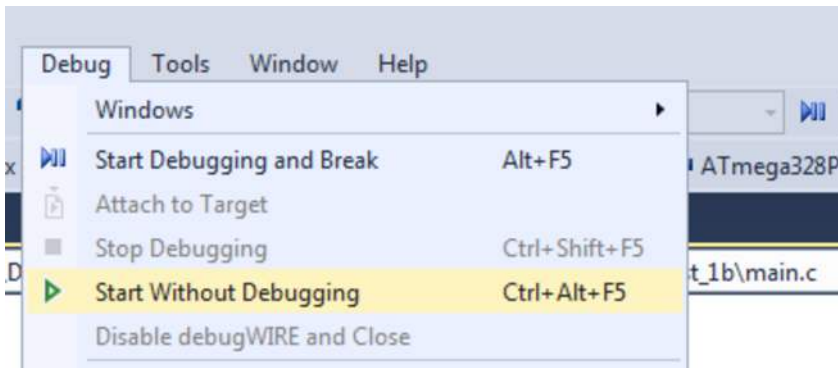 Debug Tools Window Help
Windows
Start Debugging and Break Alt+F5
x
ATmega328P
Attach to Target
Stop Debugging Ctrl+Shift+F5
_D
t_1b\main.c
Start Without Debugging Ctrl+Alt+F5
Disable debugWIRE and Close